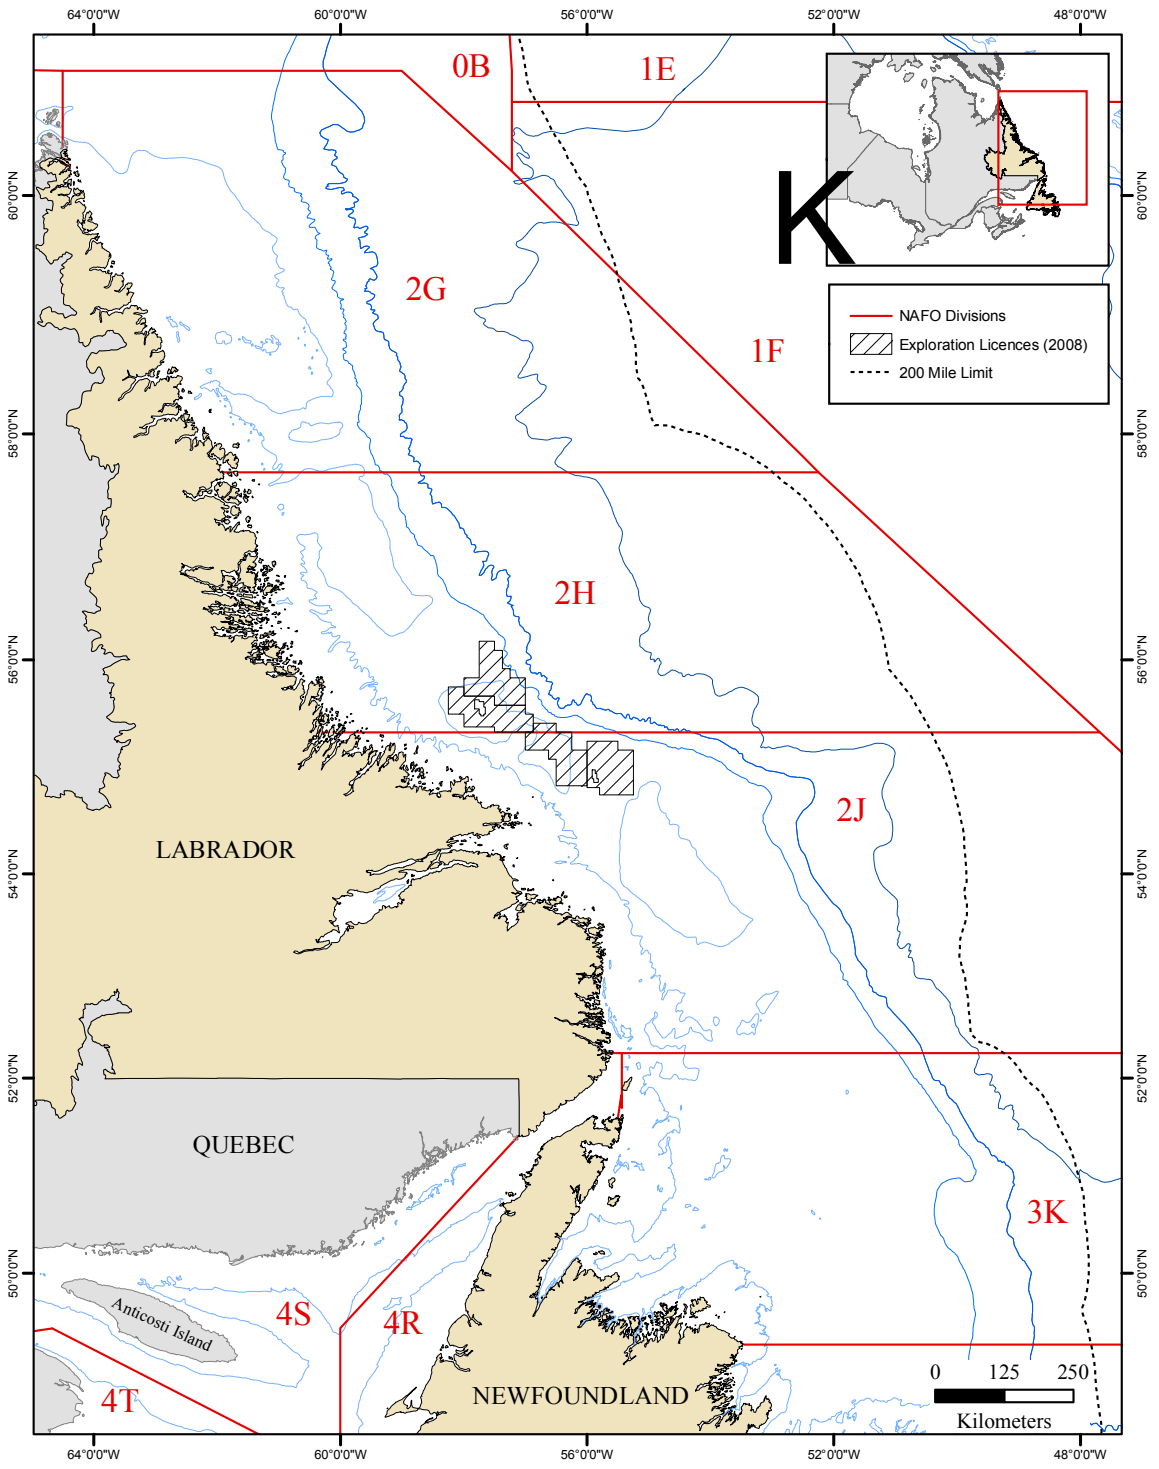 64°0'0"W
60°0'0"W
56°0'0"W
52°0'0"W
48°0'0"W
0B
1E
K
60°0'0"N
60°0'0"N
2G
NAFO Divisions
Exploration Licences (2008)
200 Mile Limit
1F
58°0'0"N
58°0'0"N
2H
56°0'0"N
56°0'0"N
2J
LABRADOR
54°0'0"N
54°0'0"N
52°0'0"N
52°0'0"N
QUEBEC
3K
50°0'0"N
50°0'0"N
Anticosti Island
4S
4R
4T
NEWFOUNDLAND
0 125 250
Kilometers
64°0'0"W
60°0'0"W
56°0'0"W
52°0'0"W
48°0'0"W